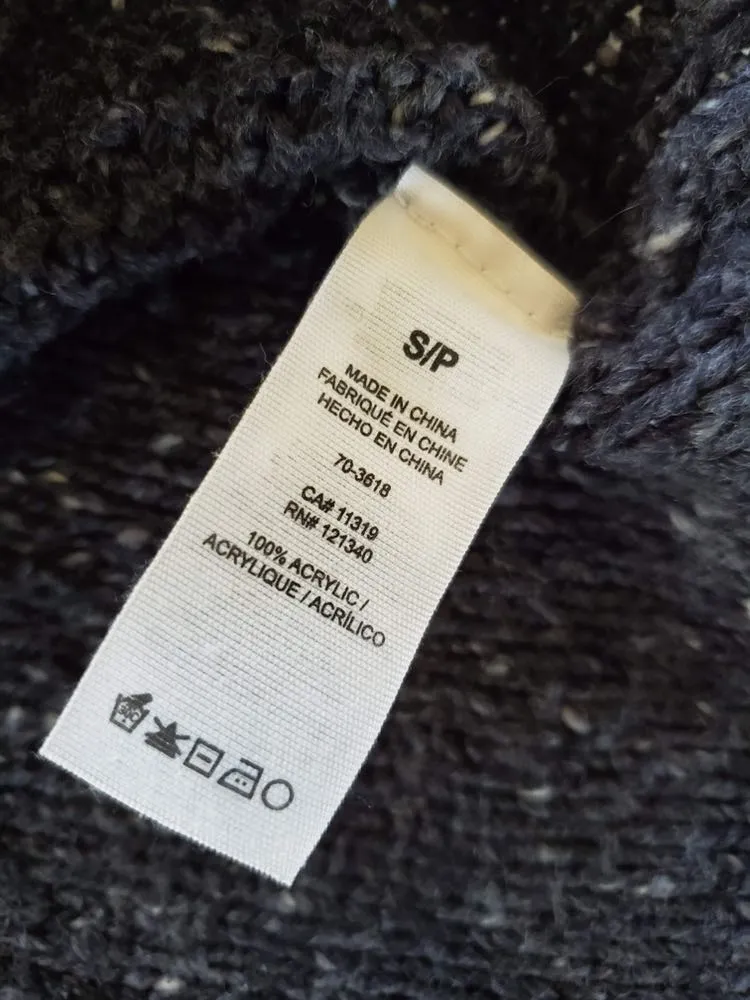 S/P
MADE IN CHINA
FABRIQUÉ EN CHINE
HECHO EN CHINA
70-3618
CA# 11319
RN# 121340
100% ACRYLIC /
ACRYLIQUE / ACRÍLICO